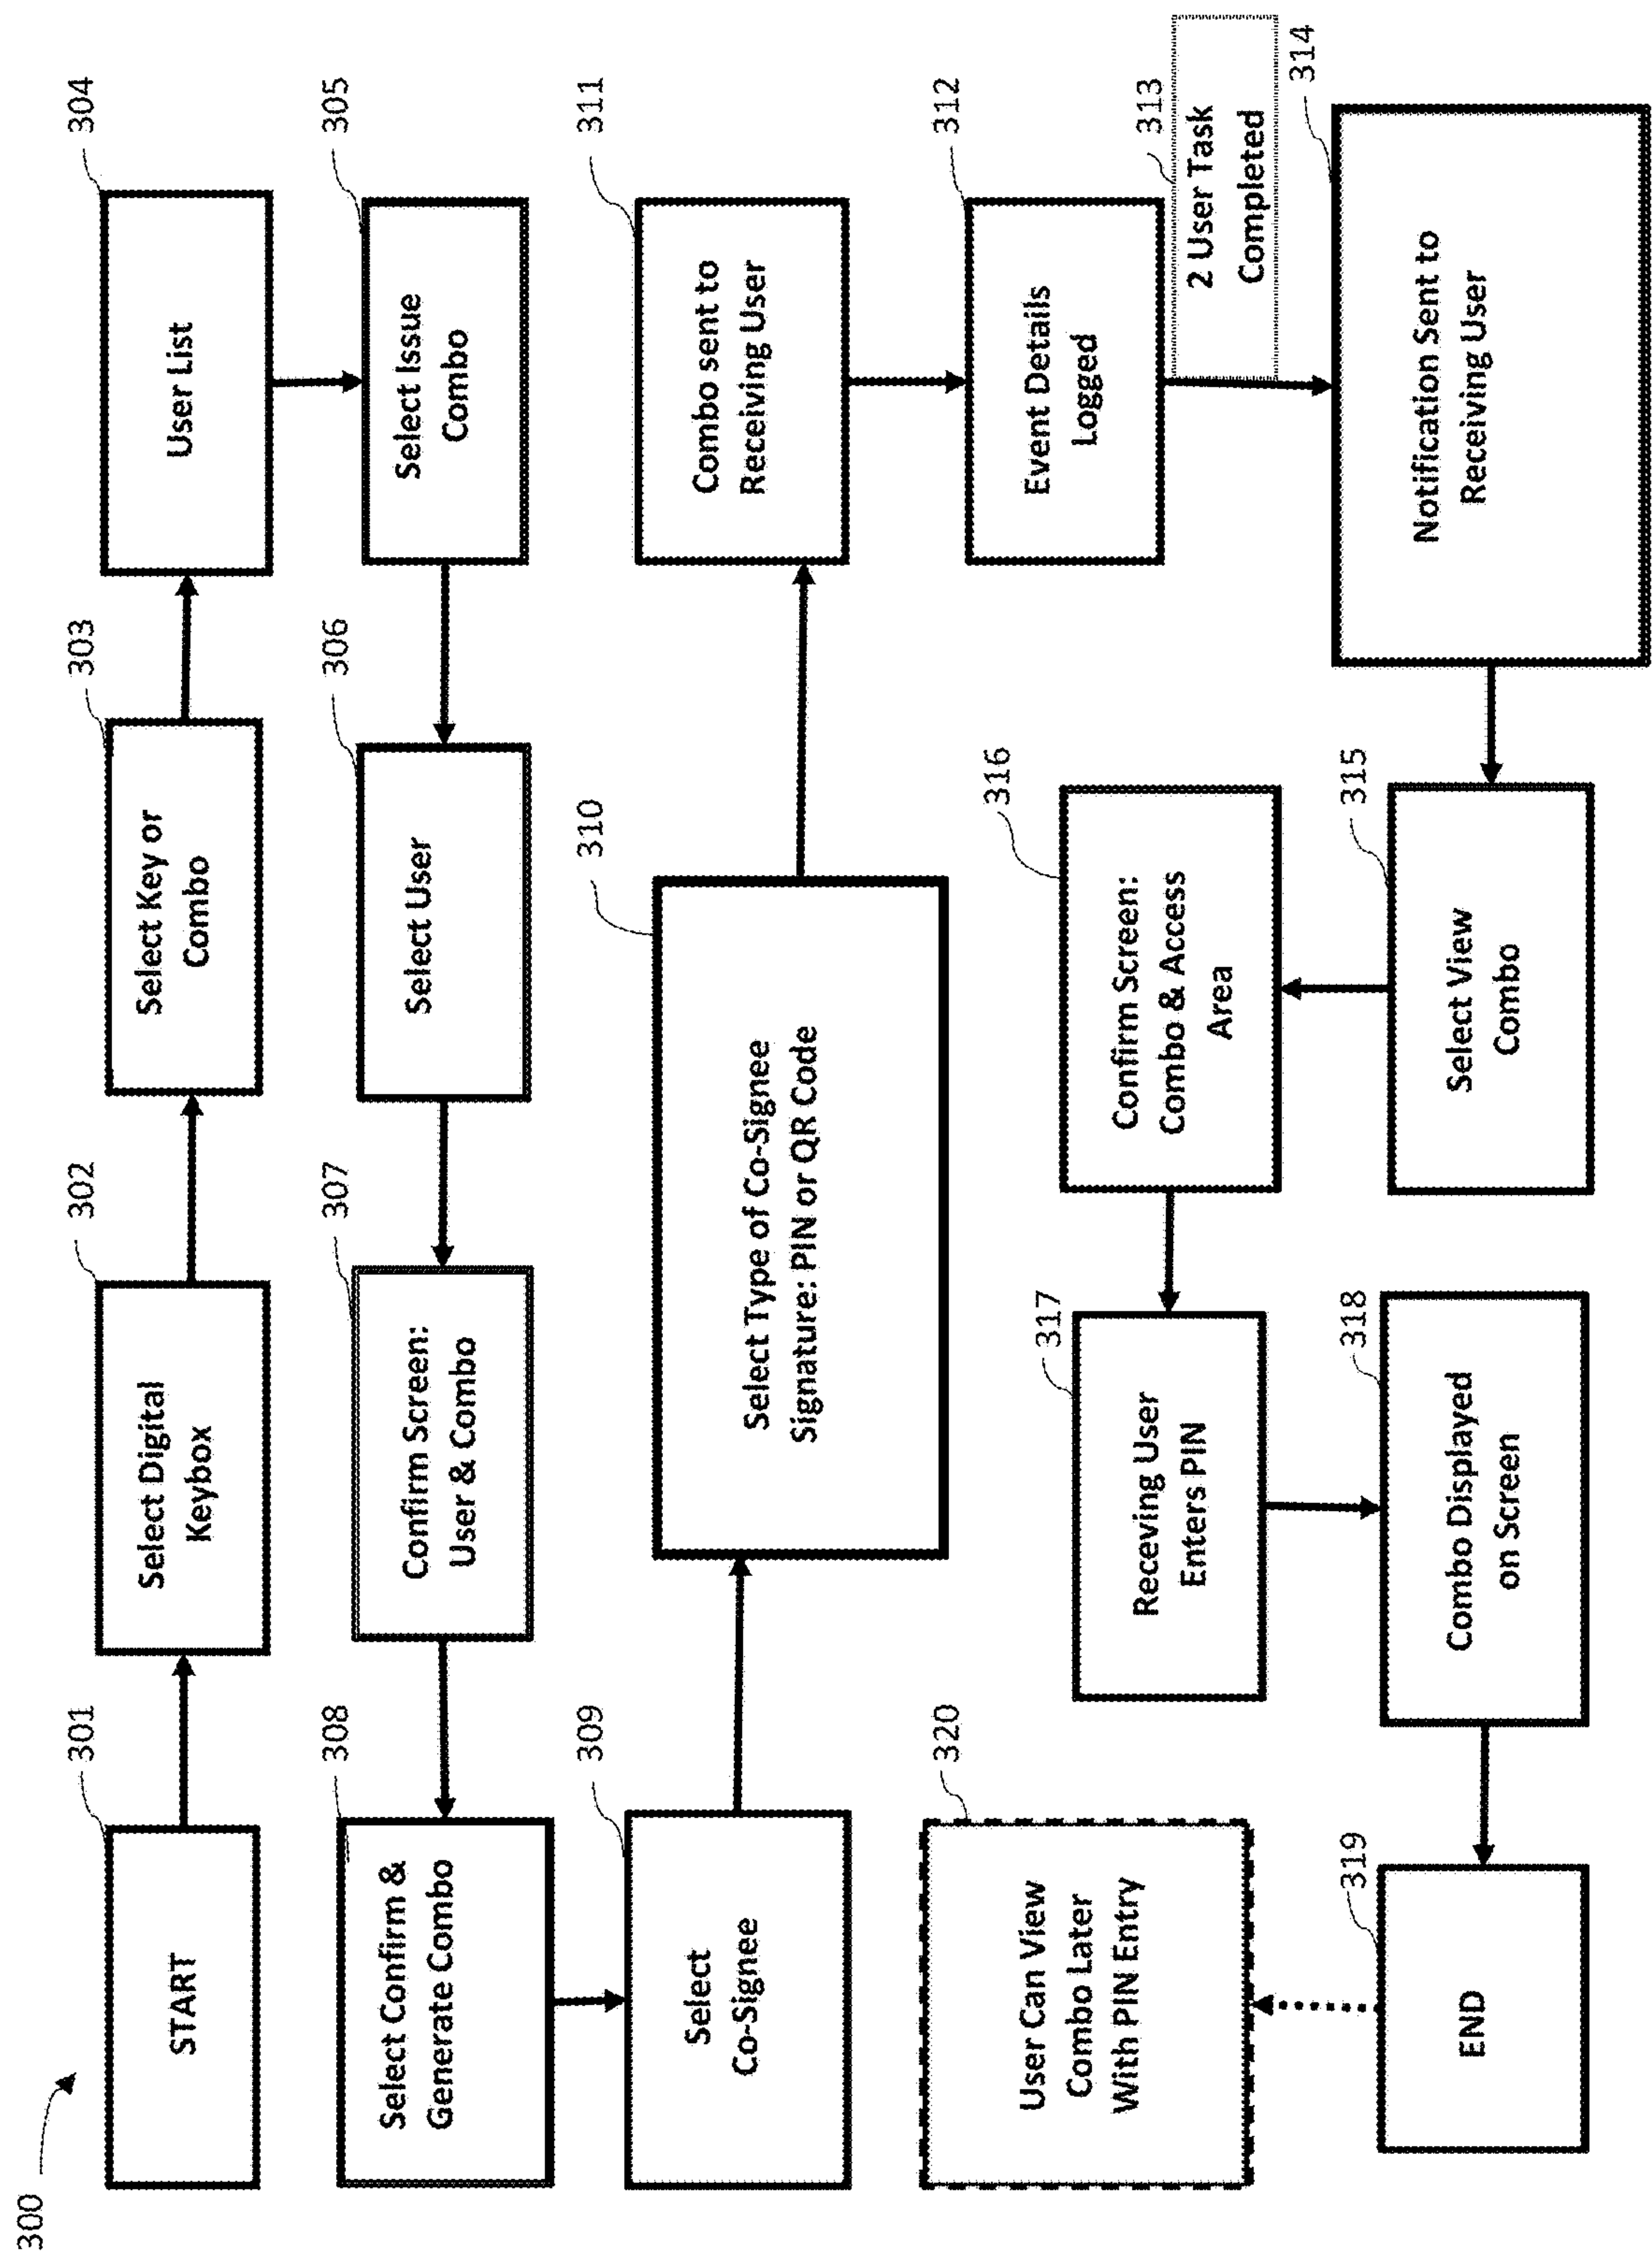 300
301
START
302
Select Digital
Keybox
303
Select Key or
Combo
304
User List
305
Select Issue
Combo
306
Select User
307
Confirm Screen:
User & Combo
308
Select Confirm &
Generate Combo
309
Select
Co-Signee
310
Select Type of Co-Signee
Signature: PIN or QR Code
311
Combo sent to
Receiving User
312
Event Details
Logged
313
2 User Task
Completed
314
Notification Sent to
Receiving User
315
Select View
Combo
316
Confirm Screen:
Combo & Access
Area
317
Receving User
Enters PIN
318
Combo Displayed
on Screen
319
END
320
User Can View
Combo Later
With PIN Entry